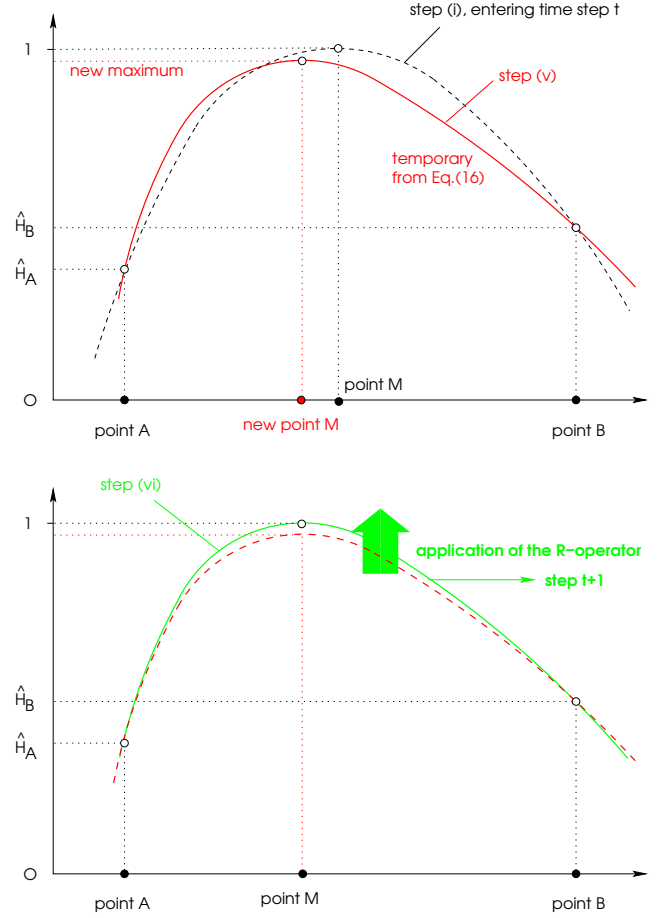 step (i), entering time step t
1
new maximum
step (v)
temporary
from Eq.(16)
Ĥ_B
Ĥ_A
point M
O
point A
new point M
point B
step (vi)
1
application of the R-operator
step t+1
Ĥ_B
Ĥ_A
O
point A
point M
point B